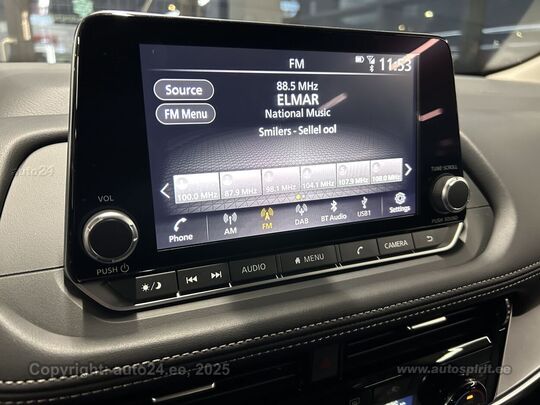 FM
11:53
Source
88.5 MHz
ELMAR
FM Menu
National Music
Smilers - Sellel ool
100.0 MHz 87.9 MHz 98.1 MHz 104.1 MHz 107.9 MHz 108.0 MHz
Phone AM FM DAB BT Audio USB1 Settings
VOL
PUSH
TUNE·SCROLL
PUSH SOUND
AUDIO MENU CAMERA
auto24
Copyright: auto24.ee, 2025
www.autospirit.ee